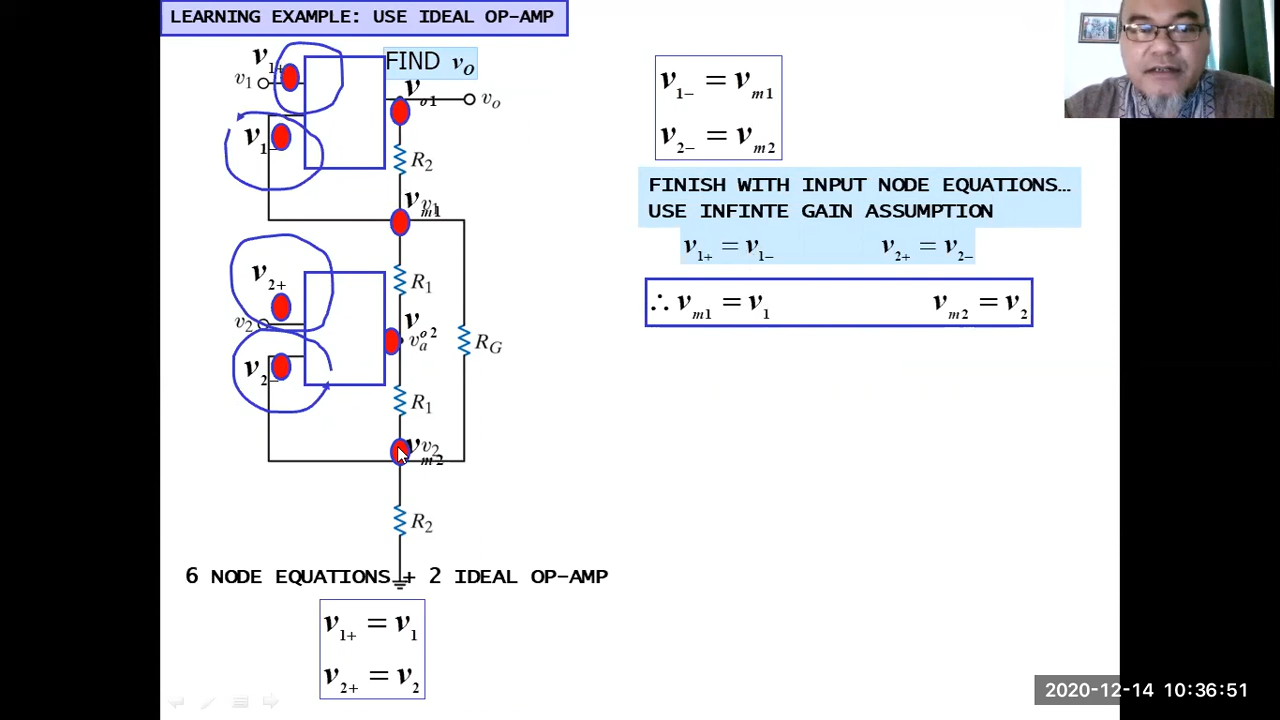 LEARNING EXAMPLE: USE IDEAL OP-AMP
FIND vO
v1+
v1
vo1
vo
v1−
R2
vm1
v1
R1
v2+
v2
vo2
va
RG
v2−
R1
vm2
v2
R2
6 NODE EQUATIONS + 2 IDEAL OP-AMP
v1+ = v1
v2+ = v2
v1− = vm1
v2− = vm2
FINISH WITH INPUT NODE EQUATIONS…
USE INFINTE GAIN ASSUMPTION
v1+ = v1− v2+ = v2−
∴ vm1 = v1 vm2 = v2
2020-12-14 10:36:51